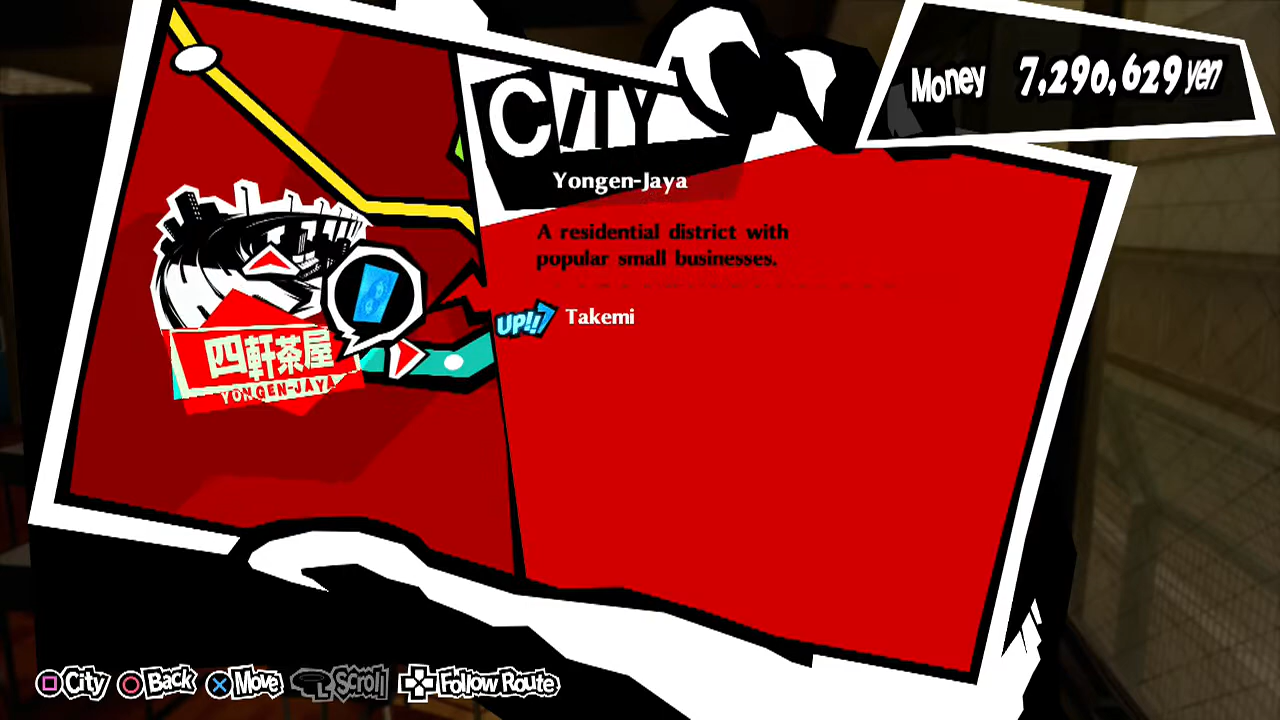 CITY
Money 7,290,629 yen
Yongen-Jaya
A residential district with
popular small businesses.
UP!! Takemi
四軒茶屋
YONGEN-JAYA
City Back Move Scroll Follow Route